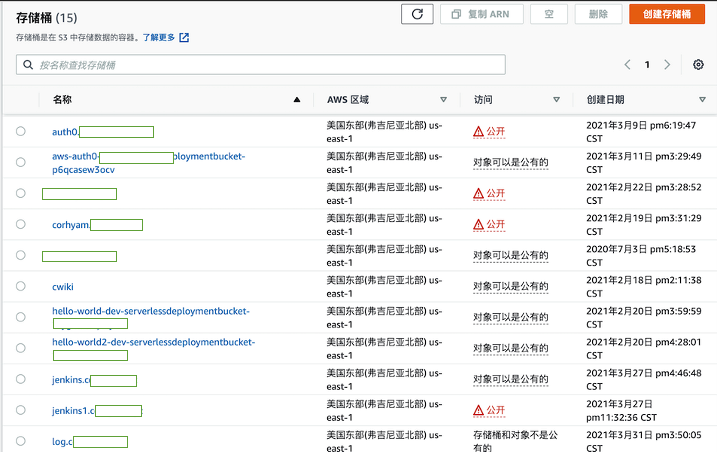 存储桶 (15)
复制 ARN
空
删除
创建存储桶
存储桶是在 S3 中存储数据的容器。了解更多
按名称查找存储桶
1
名称
AWS 区域
访问
创建日期
auth0.
美国东部(弗吉尼亚北部) us-
east-1
公开
2021年3月9日 pm6:19:47
CST
aws-auth0-
ploymentbucket-
p6qcasew3ocv
美国东部(弗吉尼亚北部) us-
east-1
对象可以是公有的
2021年3月11日 pm3:29:49
CST
美国东部(弗吉尼亚北部) us-
east-1
公开
2021年2月22日 pm3:28:52
CST
corhyam.
美国东部(弗吉尼亚北部) us-
east-1
公开
2021年2月19日 pm3:31:29
CST
美国东部(弗吉尼亚北部) us-
east-1
对象可以是公有的
2020年7月3日 pm5:18:53
CST
cwiki
美国东部(弗吉尼亚北部) us-
east-1
对象可以是公有的
2021年2月18日 pm2:11:38
CST
hello-world-dev-serverlessdeploymentbucket-
美国东部(弗吉尼亚北部) us-
east-1
对象可以是公有的
2021年2月20日 pm3:59:59
CST
hello-world2-dev-serverlessdeploymentbucket-
美国东部(弗吉尼亚北部) us-
east-1
对象可以是公有的
2021年2月20日 pm4:28:01
CST
jenkins.c
美国东部(弗吉尼亚北部) us-
east-1
对象可以是公有的
2021年3月27日 pm4:46:48
CST
jenkins1.c
美国东部(弗吉尼亚北部) us-
east-1
公开
2021年3月27日
pm11:32:36 CST
log.c
美国东部(弗吉尼亚北部) us-
east-1
存储桶和对象不是公
有的
2021年3月31日 pm3:50:05
CST